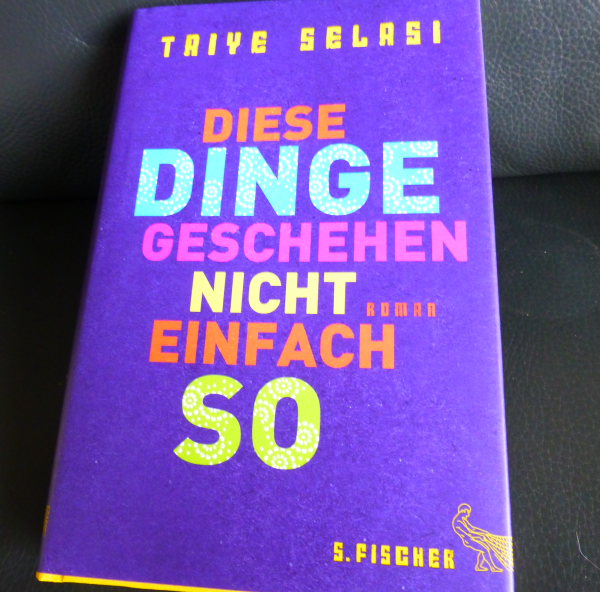 TAIYE SELASI
DIESE
DINGE
GESCHEHEN
NICHT
ROMAN
EINFACH
SO
S. FISCHER